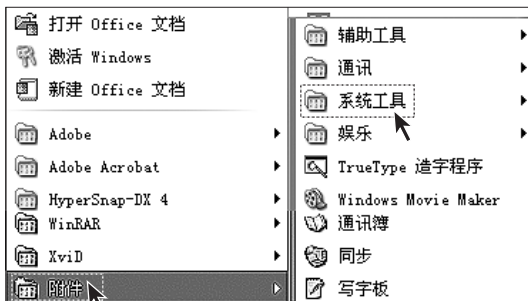 打开 Office 文档
激活 Windows
新建 Office 文档
Adobe
Adobe Acrobat
HyperSnap-DX 4
WinRAR
XviD
附件
辅助工具
通讯
系统工具
娱乐
TrueType 造字程序
Windows Movie Maker
通讯簿
同步
写字板